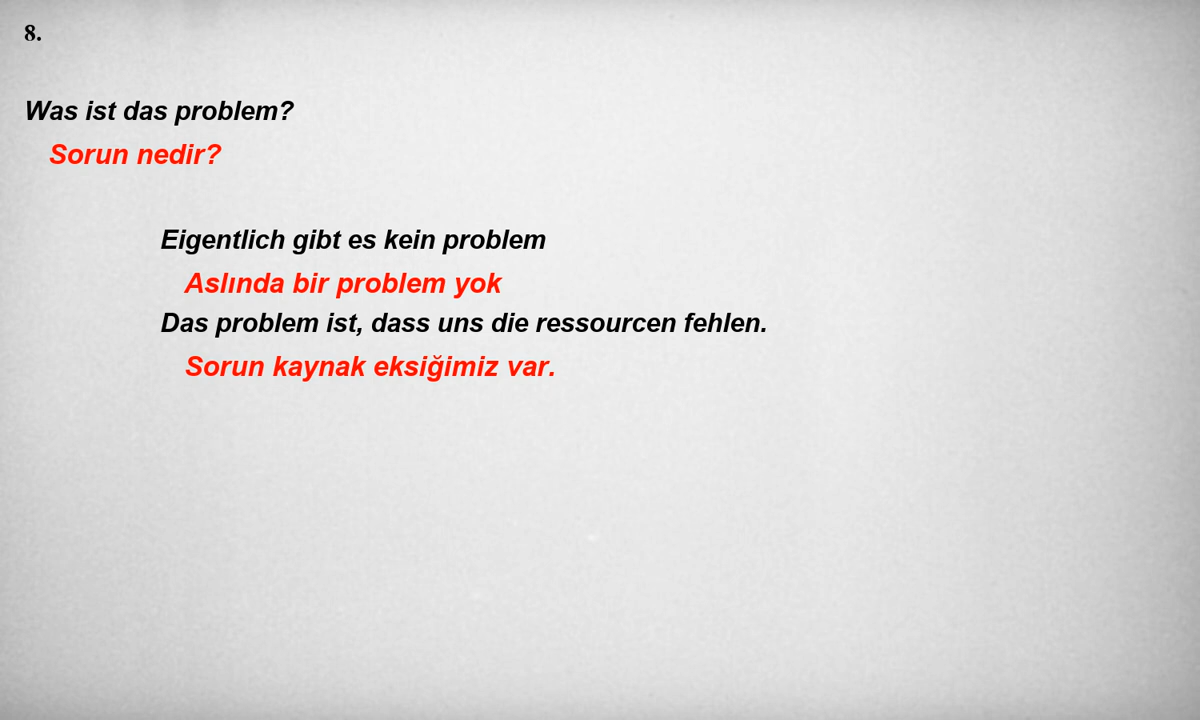 8.
Was ist das problem?
Sorun nedir?
Eigentlich gibt es kein problem
Aslında bir problem yok
Das problem ist, dass uns die ressourcen fehlen.
Sorun kaynak eksiğimiz var.